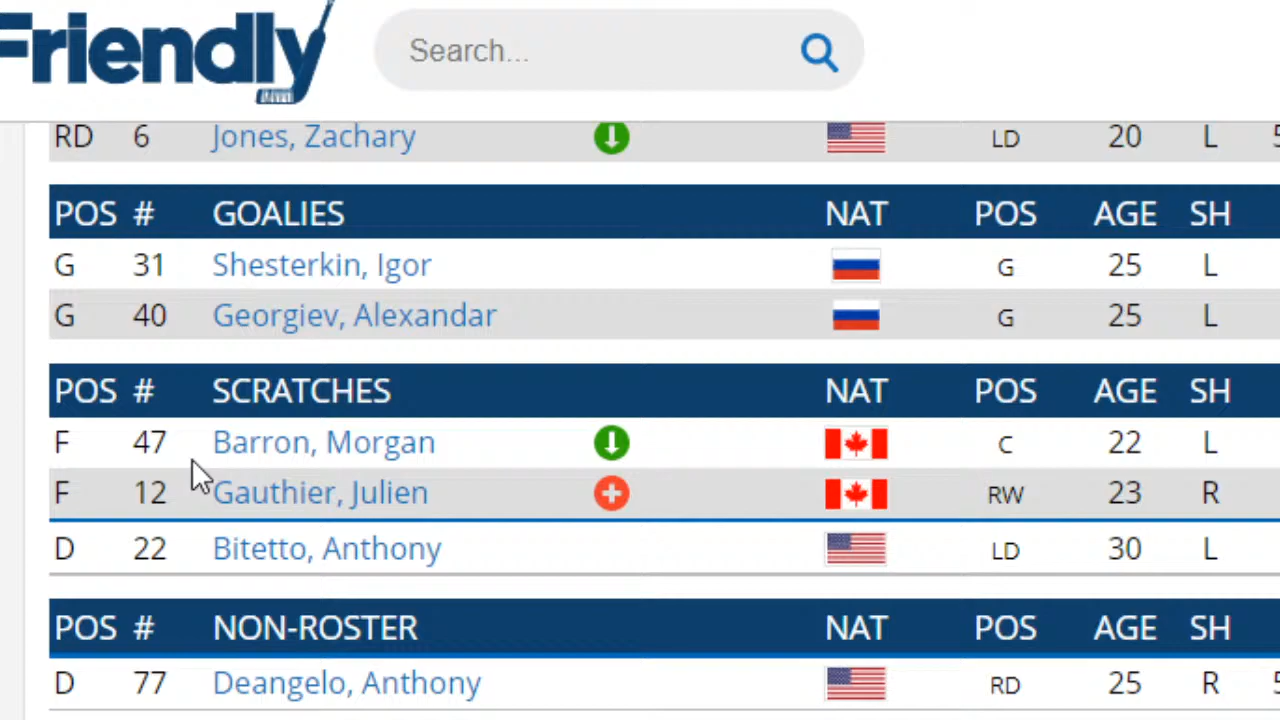 Friendly
Search...
RD 6 Jones, Zachary LD 20 L
POS # GOALIES NAT POS AGE SH
G 31 Shesterkin, Igor G 25 L
G 40 Georgiev, Alexandar G 25 L
POS # SCRATCHES NAT POS AGE SH
F 47 Barron, Morgan C 22 L
F 12 Gauthier, Julien RW 23 R
D 22 Bitetto, Anthony LD 30 L
POS # NON-ROSTER NAT POS AGE SH
D 77 Deangelo, Anthony RD 25 R